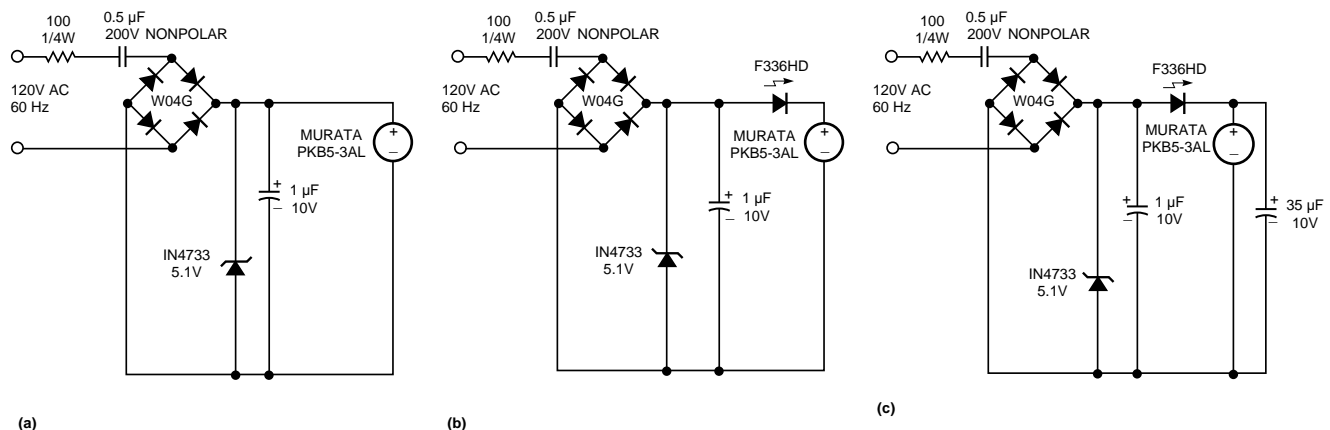 100
1/4W
0.5 µF
200V NONPOLAR
120V AC
60 Hz
W04G
MURATA
PKB5-3AL
+
–
+
–
1 µF
10V
IN4733
5.1V
(a)
100
1/4W
0.5 µF
200V NONPOLAR
F336HD
120V AC
60 Hz
W04G
MURATA
PKB5-3AL
+
–
+
–
1 µF
10V
IN4733
5.1V
(b)
100
1/4W
0.5 µF
200V NONPOLAR
F336HD
120V AC
60 Hz
W04G
MURATA
PKB5-3AL
+
–
+
–
1 µF
10V
+
–
35 µF
10V
IN4733
5.1V
(c)